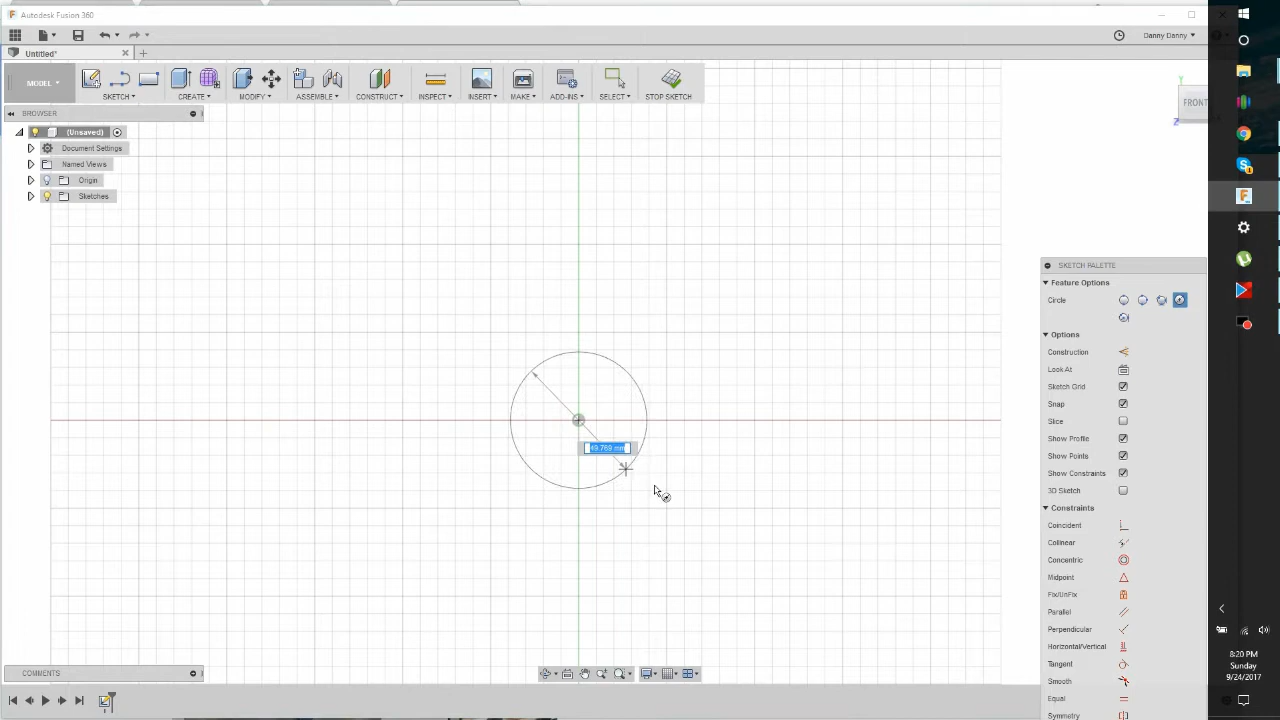 Autodesk Fusion 360
Danny Danny
Untitled*
MODEL
SKETCH
CREATE
MODIFY
ASSEMBLE
CONSTRUCT
INSPECT
INSERT
MAKE
ADD-INS
SELECT
STOP SKETCH
BROWSER
(Unsaved)
Document Settings
Named Views
Origin
Sketches
Y
FRONT
Z
49.769 mm
SKETCH PALETTE
Feature Options
Circle
Options
Construction
Look At
Sketch Grid
Snap
Slice
Show Profile
Show Points
Show Constraints
3D Sketch
Constraints
Coincident
Collinear
Concentric
Midpoint
Fix/UnFix
Parallel
Perpendicular
Horizontal/Vertical
Tangent
Smooth
Equal
Symmetry
COMMENTS
8:20 PM
Sunday
9/24/2017